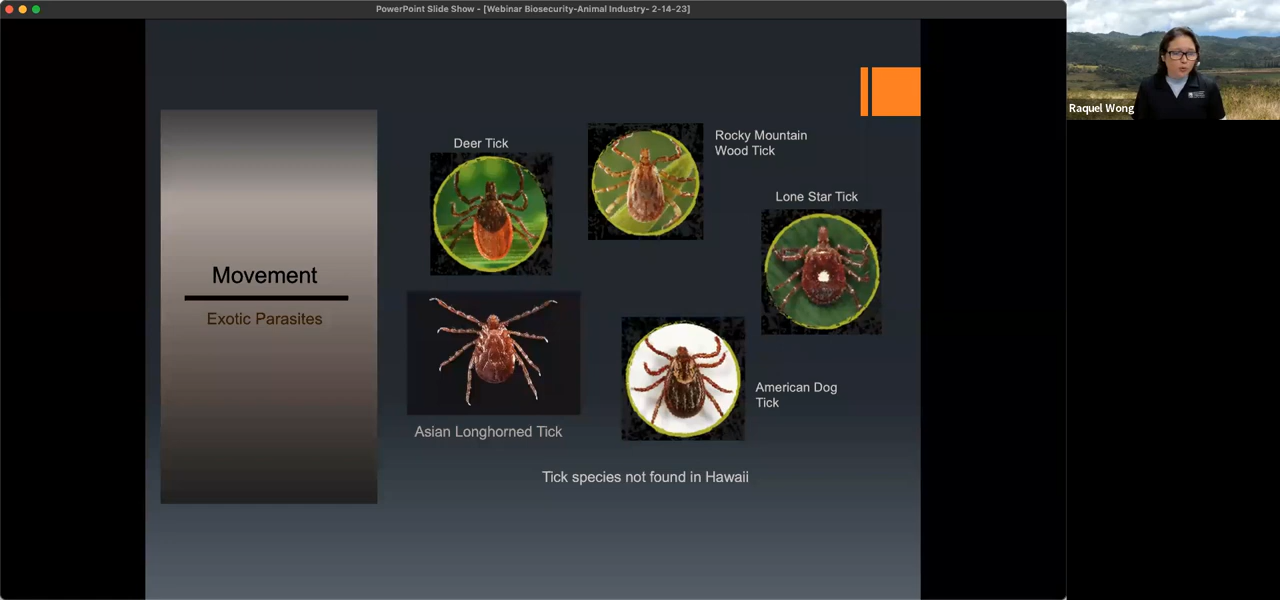 PowerPoint Slide Show - [Webinar Biosecurity-Animal Industry- 2-14-23]
Raquel Wong
Movement
Exotic Parasites
Deer Tick
Rocky Mountain
Wood Tick
Lone Star Tick
Asian Longhorned Tick
American Dog
Tick
Tick species not found in Hawaii